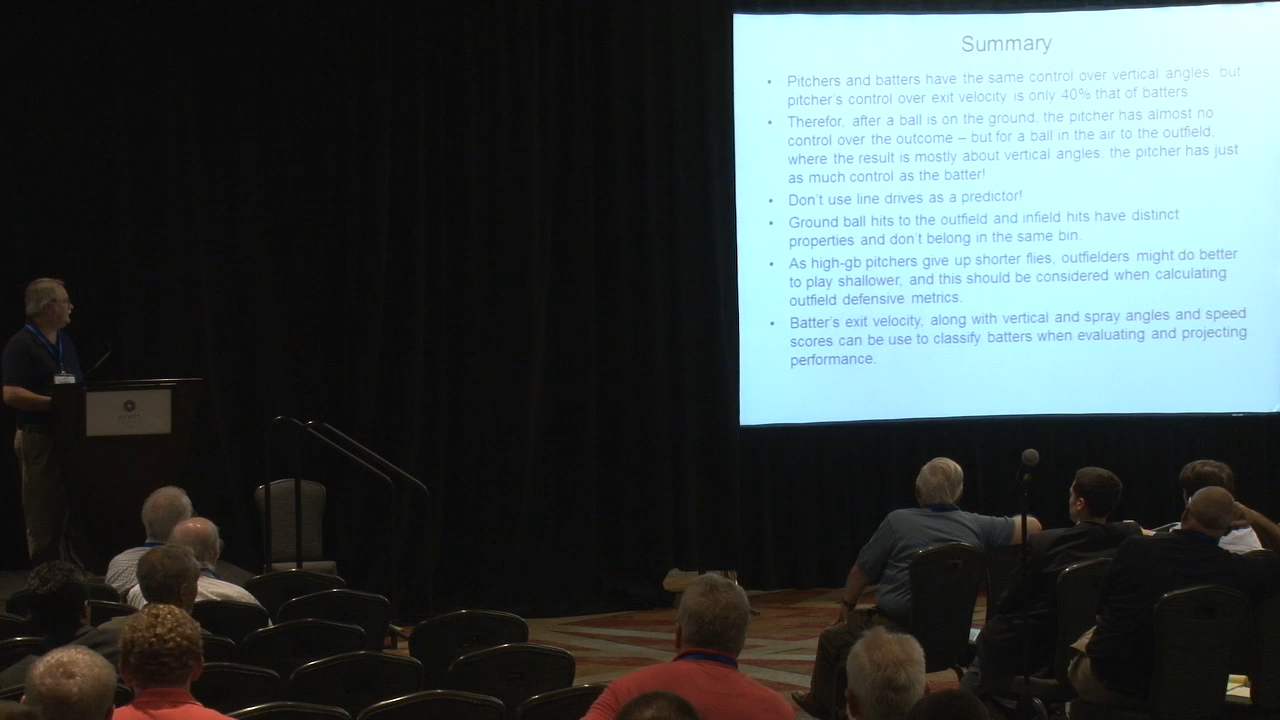 Summary
• Pitchers and batters have the same control over vertical angles, but
pitcher's control over exit velocity is only 40% that of batters
• Therefor, after a ball is on the ground, the pitcher has almost no
control over the outcome – but for a ball in the air to the outfield,
where the result is mostly about vertical angles, the pitcher has just
as much control as the batter!
• Don't use line drives as a predictor!
• Ground ball hits to the outfield and infield hits have distinct
properties and don't belong in the same bin.
• As high-gb pitchers give up shorter flies, outfielders might do better
to play shallower, and this should be considered when calculating
outfield defensive metrics.
• Batter's exit velocity, along with vertical and spray angles and speed
scores can be use to classify batters when evaluating and projecting
performance.